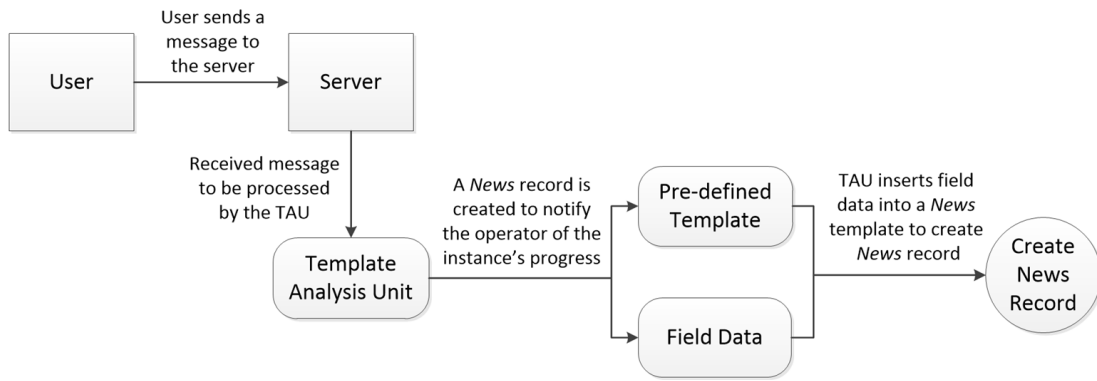 User sends a
message to
the server
User
Server
Received message
to be processed
by the TAU
Template
Analysis Unit
A News record is
created to notify
the operator of the
instance's progress
Pre-defined
Template
Field Data
TAU inserts field
data into a News
template to create
News record
Create
News
Record